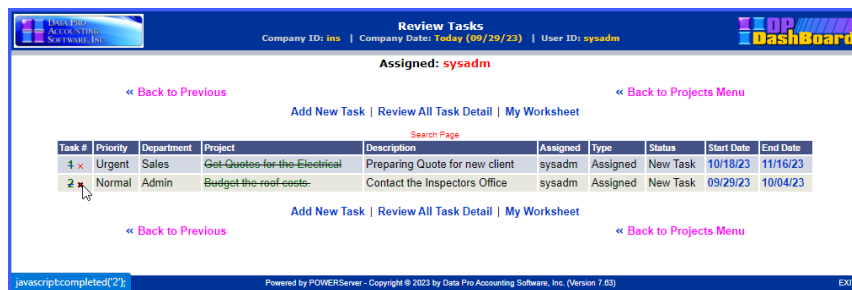 DATA PRO
ACCOUNTING
SOFTWARE, INC
Review Tasks
Company ID: ins | Company Date: Today (09/29/23) | User ID: sysadm
DP
DashBoard
Assigned: sysadm
« Back to Previous « Back to Projects Menu
Add New Task | Review All Task Detail | My Worksheet
Search Page
Task # Priority Department Project Description Assigned Type Status Start Date End Date
1 × Urgent Sales Get Quotes for the Electrical Preparing Quote for new client sysadm Assigned New Task 10/18/23 11/16/23
2 × Normal Admin Budget the roof costs. Contact the Inspectors Office sysadm Assigned New Task 09/29/23 10/04/23
Add New Task | Review All Task Detail | My Worksheet
« Back to Previous « Back to Projects Menu
javascript:completed('2'); Powered by POWERServer - Copyright © 2023 by Data Pro Accounting Software, Inc. (Version 7.63) EXI